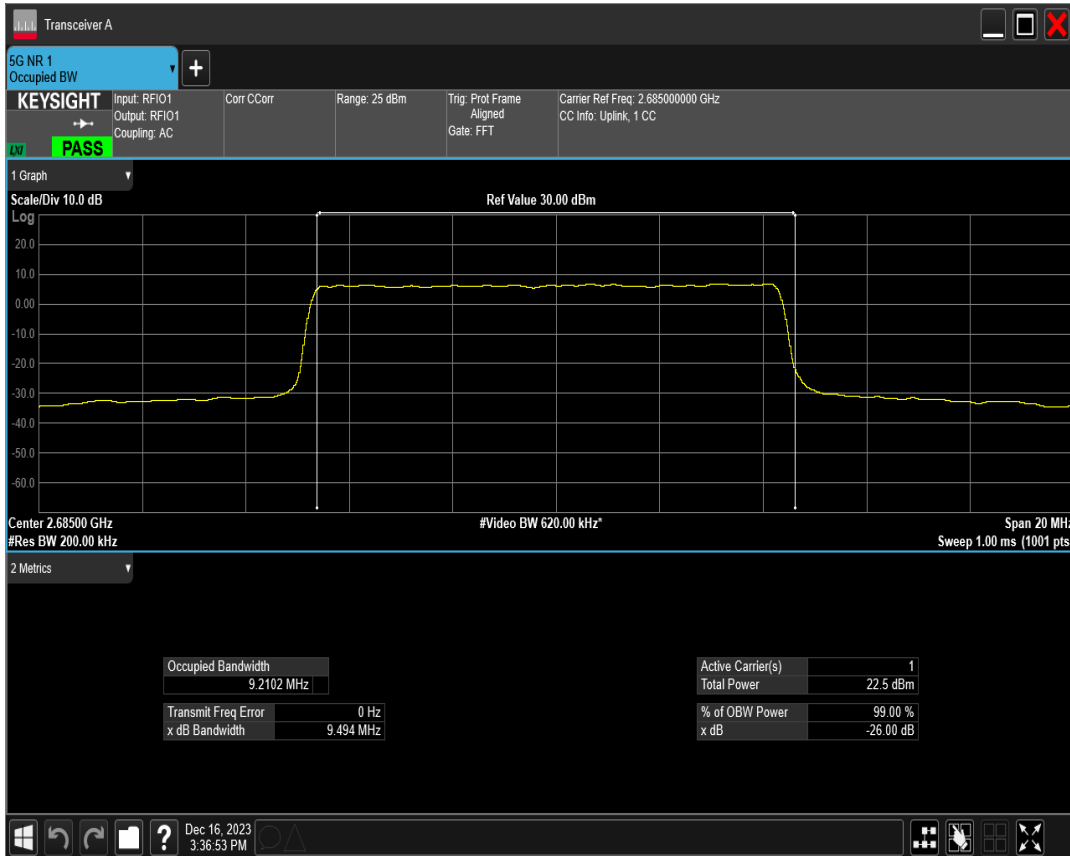 Transceiver A
5G NR 1
Occupied BW
+
KEYSIGHT
LXI
PASS
Input: RFIO1
Output: RFIO1
Coupling: AC
Corr CCorr
Range: 25 dBm
Trig: Prot Frame
Aligned
Gate: FFT
Carrier Ref Freq: 2.685000000 GHz
CC Info: Uplink, 1 CC
1 Graph
Scale/Div 10.0 dB
Ref Value 30.00 dBm
Log
20.0
10.0
0.00
-10.0
-20.0
-30.0
-40.0
-50.0
-60.0
Center 2.68500 GHz
#Video BW 620.00 kHz*
Span 20 MHz
#Res BW 200.00 kHz
Sweep 1.00 ms (1001 pts
2 Metrics
Occupied Bandwidth
9.2102 MHz
Transmit Freq Error 0 Hz
x dB Bandwidth 9.494 MHz
Active Carrier(s) 1
Total Power 22.5 dBm
% of OBW Power 99.00 %
x dB -26.00 dB
?
Dec 16, 2023
3:36:53 PM